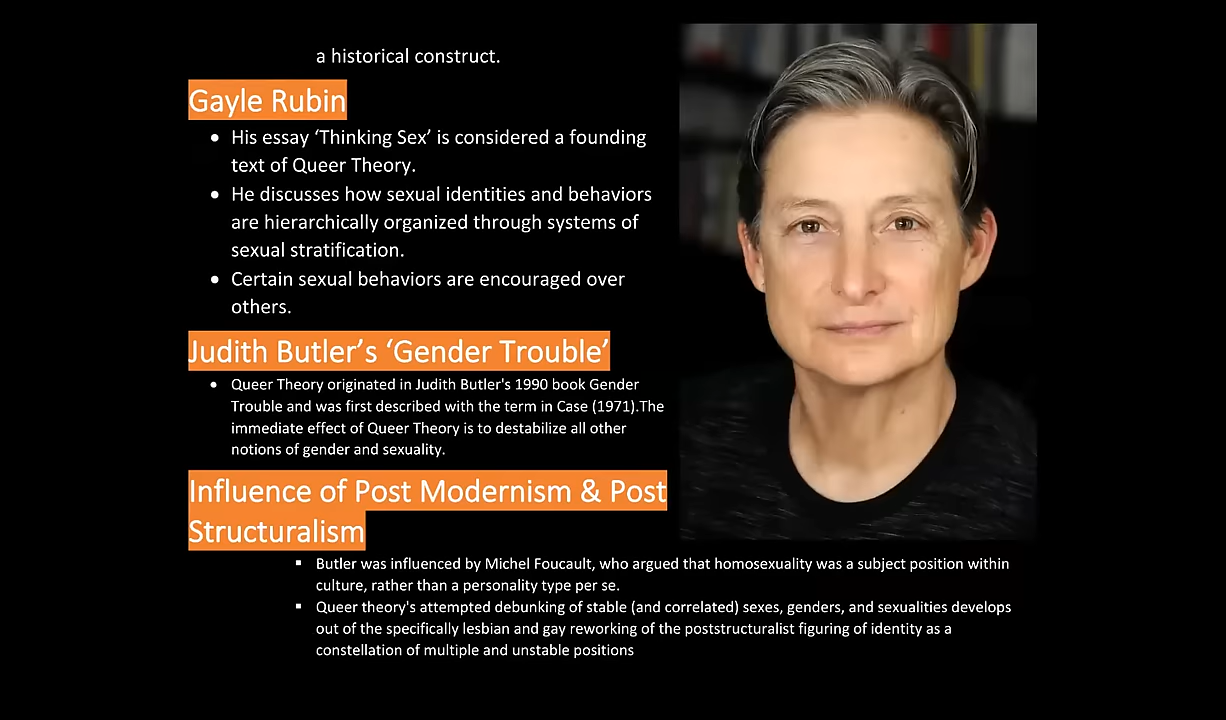 a historical construct.
Gayle Rubin
• His essay ‘Thinking Sex’ is considered a founding
text of Queer Theory.
• He discusses how sexual identities and behaviors
are hierarchically organized through systems of
sexual stratification.
• Certain sexual behaviors are encouraged over
others.
Judith Butler’s ‘Gender Trouble’
• Queer Theory originated in Judith Butler's 1990 book Gender
Trouble and was first described with the term in Case (1971).The
immediate effect of Queer Theory is to destabilize all other
notions of gender and sexuality.
Influence of Post Modernism & Post
Structuralism
▪ Butler was influenced by Michel Foucault, who argued that homosexuality was a subject position within
culture, rather than a personality type per se.
▪ Queer theory's attempted debunking of stable (and correlated) sexes, genders, and sexualities develops
out of the specifically lesbian and gay reworking of the poststructuralist figuring of identity as a
constellation of multiple and unstable positions